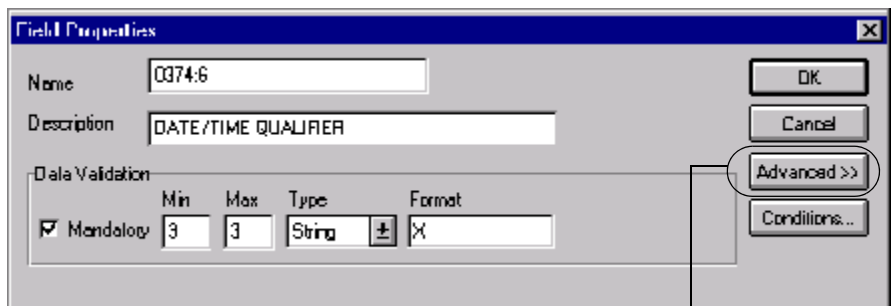 Field Properties
Name 0374:6
Description DATE/TIME QUALIFIER
Data Validation
Min Max Type Format
Mandatory 3 3 String X
OK
Cancel
Advanced >>
Conditions...